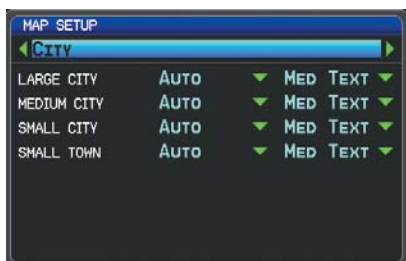 MAP SETUP
CITY
LARGE CITY AUTO MED TEXT
MEDIUM CITY AUTO MED TEXT
SMALL CITY AUTO MED TEXT
SMALL TOWN AUTO MED TEXT